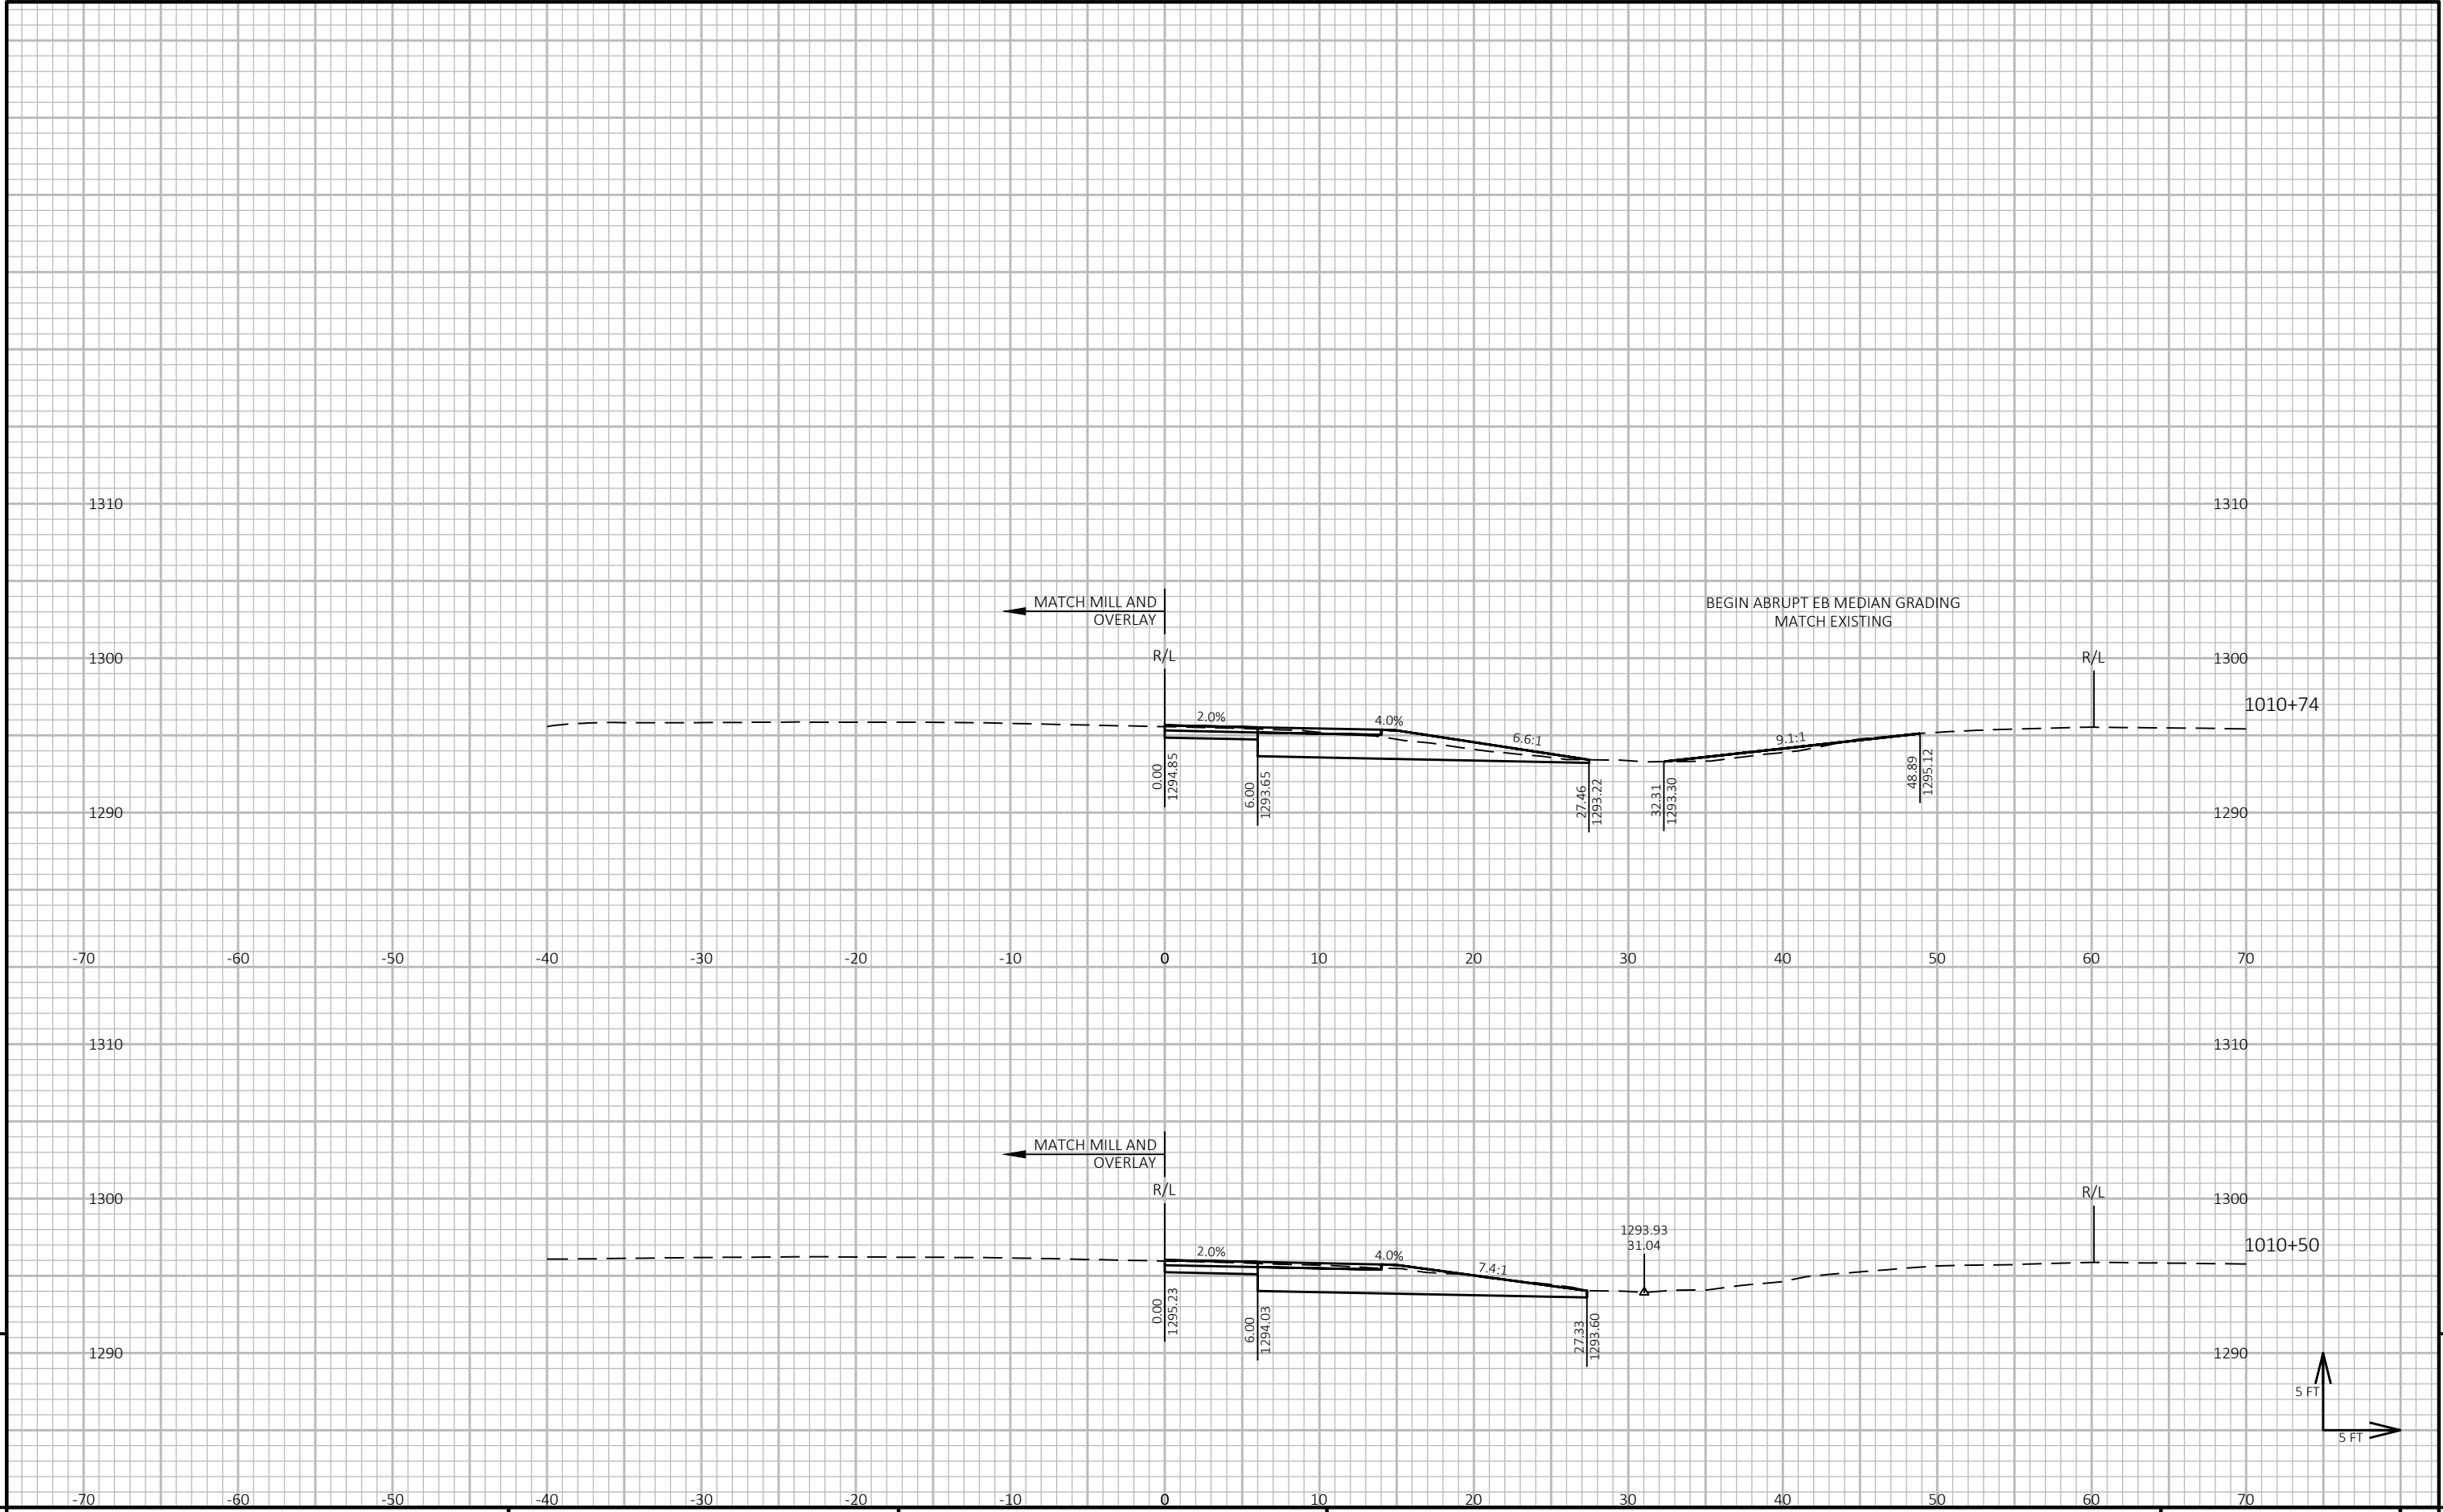 1310 1310
MATCH MILL AND
OVERLAY
BEGIN ABRUPT EB MEDIAN GRADING
MATCH EXISTING
1300 R/L R/L 1300
1010+74
2.0% 4.0% 6.6:1 9.1:1
0.00
1294.85
6.00
1293.65
27.46
1293.22
32.31
1293.30
48.89
1295.12
1290 1290
-70 -60 -50 -40 -30 -20 -10 0 10 20 30 40 50 60 70
1310 1310
MATCH MILL AND
OVERLAY
1300 R/L R/L 1300
1293.93
31.04
1010+50
2.0% 4.0% 7.4:1
0.00
1295.23
6.00
1294.03
27.33
1293.60
1290 1290
5 FT
5 FT
-70 -60 -50 -40 -30 -20 -10 0 10 20 30 40 50 60 70